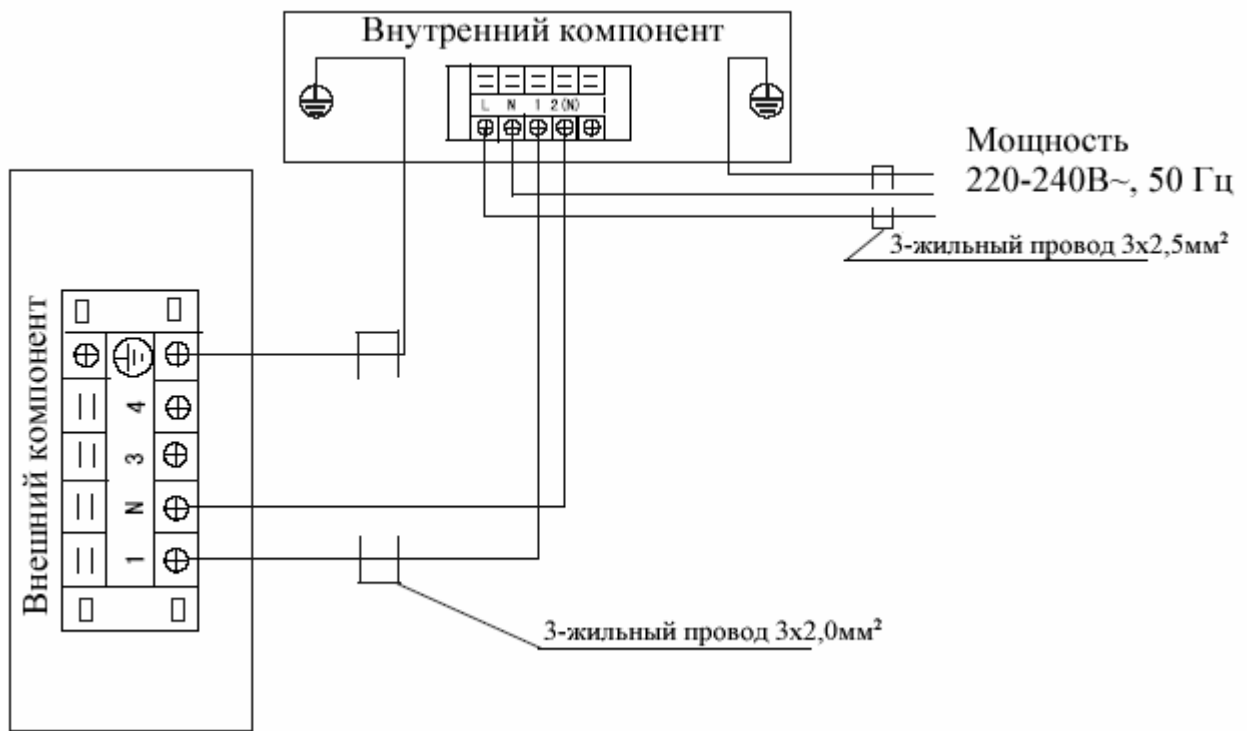 Внутренний компонент
L N 1 2(N)
Мощность
220-240В~, 50 Гц
3-жильный провод 3х2,5мм²
Внешний компонент
4
3
N
1
3-жильный провод 3х2,0мм²